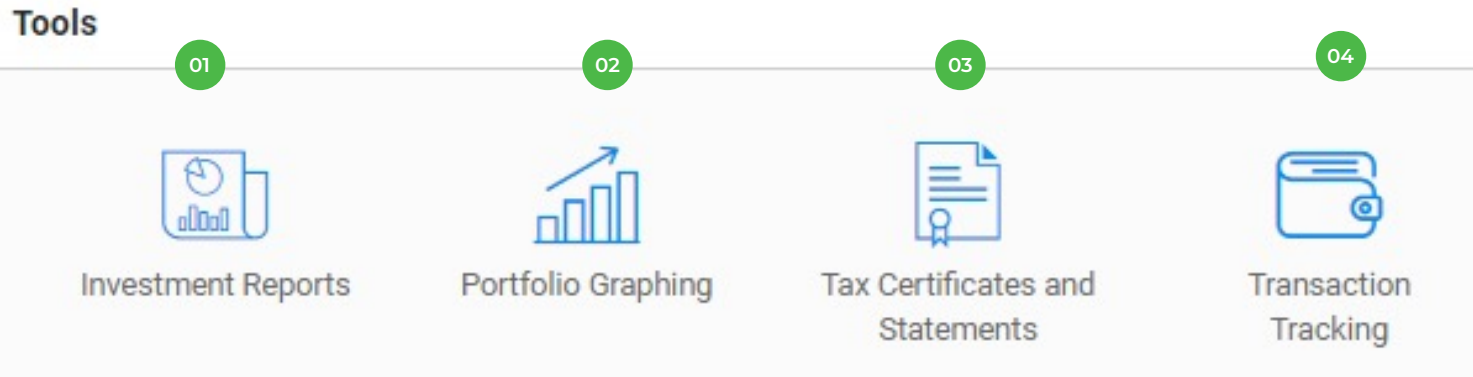 Tools
01
02
03
04
Investment Reports
Portfolio Graphing
Tax Certificates and
Statements
Transaction
Tracking